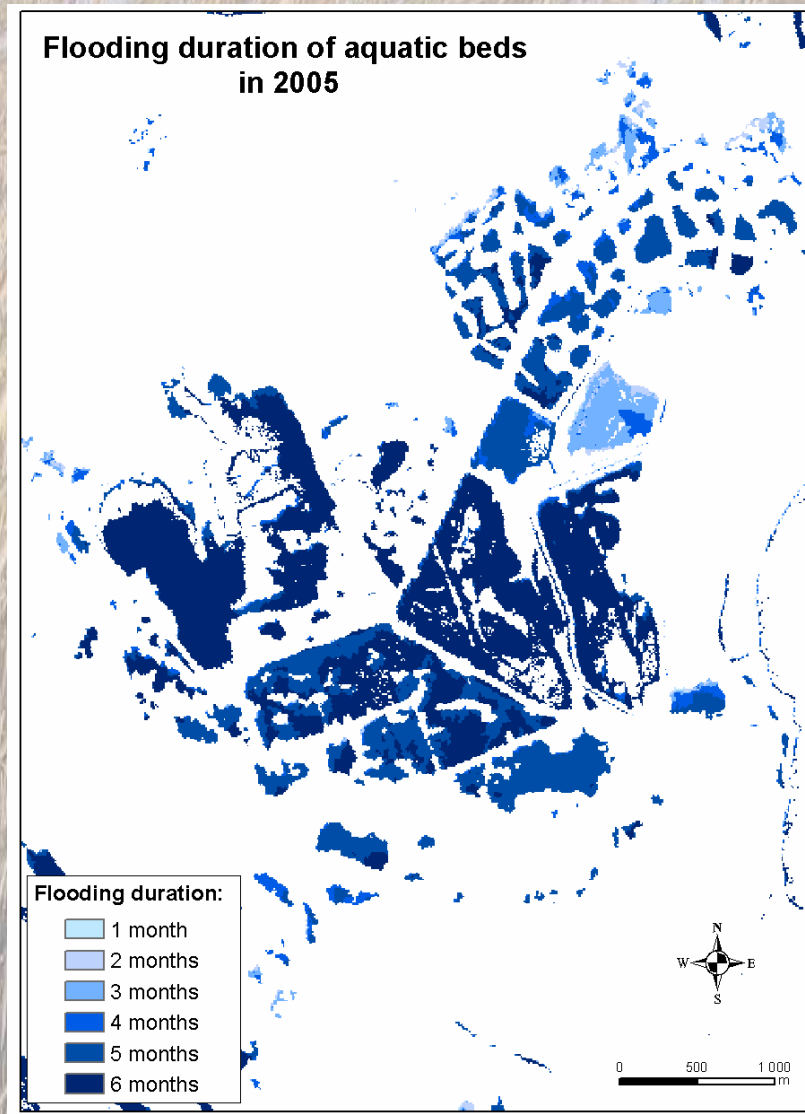 Flooding duration of aquatic beds
in 2005
Flooding duration:
1 month
2 months
3 months
4 months
5 months
6 months
N
W E
S
0 500 1 000
m